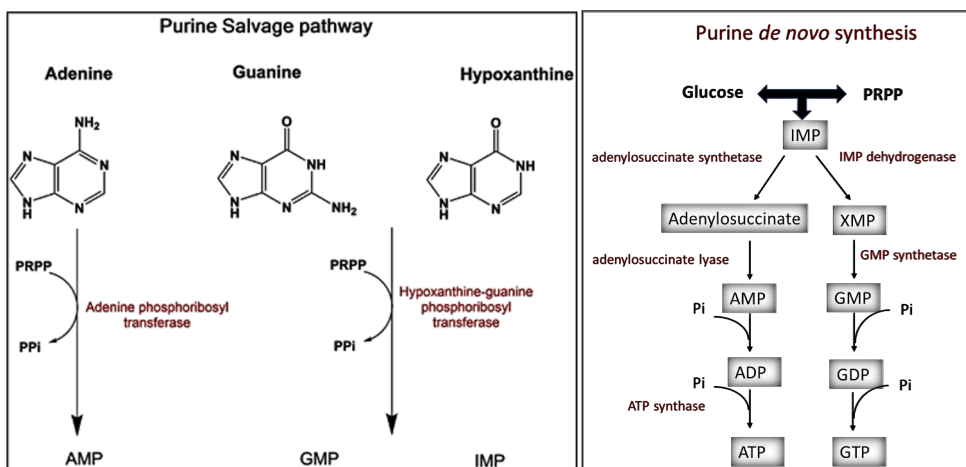 Purine Salvage pathway
Adenine
Guanine
Hypoxanthine
NH2
N
N
N
H
N
O
N
NH
N
H
N
NH2
O
N
NH
N
H
N
PRPP
Adenine phosphoribosyl
transferase
PPi
PRPP
Hypoxanthine-guanine
phosphoribosyl
transferase
PPi
AMP
GMP
IMP
Purine de novo synthesis
Glucose
PRPP
IMP
adenylosuccinate synthetase
IMP dehydrogenase
Adenylosuccinate
XMP
adenylosuccinate lyase
GMP synthetase
AMP
GMP
Pi
Pi
ADP
GDP
Pi
Pi
ATP synthase
ATP
GTP